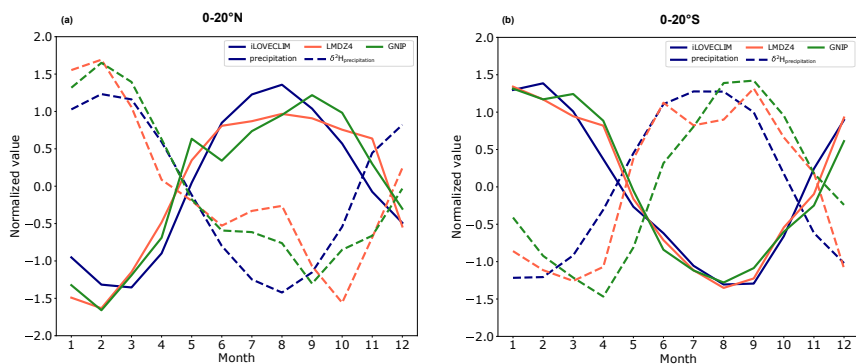 (a)
0-20°N
iLOVECLIM LMDZ4 GNIP
precipitation δ²Hprecipitation
Normalized value
2.0
1.5
1.0
0.5
0.0
−0.5
−1.0
−1.5
−2.0
1 2 3 4 5 6 7 8 9 10 11 12
Month
(b)
0-20°S
iLOVECLIM LMDZ4 GNIP
precipitation δ²Hprecipitation
Normalized value
2.0
1.5
1.0
0.5
0.0
−0.5
−1.0
−1.5
−2.0
1 2 3 4 5 6 7 8 9 10 11 12
Month